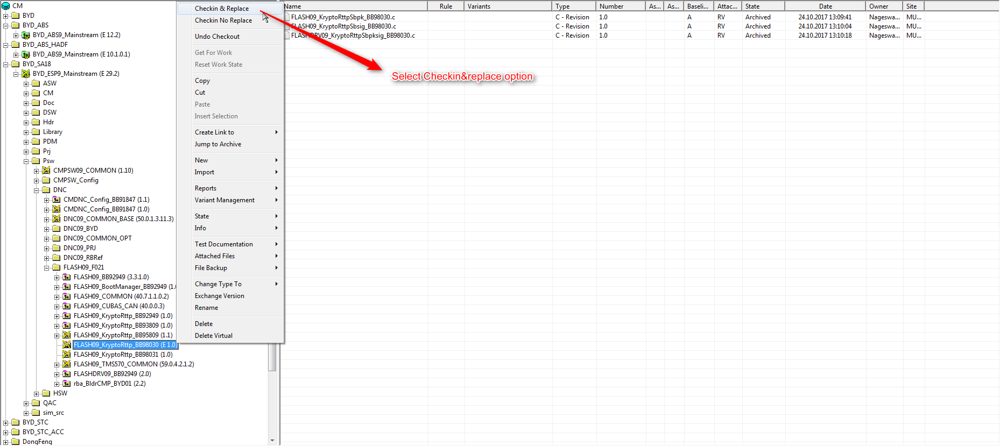 CM
BYD
BYD_ABS
BYD_ABS9_Mainstream (E 12.2)
BYD_ABS_HADF
BYD_ABS9_Mainstream (E 10.1.0.1)
BYD_SA18
BYD_ESP9_Mainstream (E 29.2)
ASW
CM
Doc
DSW
Hdr
Library
PDM
Prj
Psw
CMPSW09_COMMON (1.10)
CMPSW_Config
DNC
CMDNC_Config_BB91847 (1.1)
CMDNC_Config_BB91847 (1.0)
DNC09_COMMON_BASE (50.0.1.3.11.3)
DNC09_BYD
DNC09_COMMON_OPT
DNC09_PRJ
DNC09_RBRef
FLASH09_F021
FLASH09_BB92949 (3.3.1.0)
FLASH09_BootManager_BB92949 (1.0
FLASH09_COMMON (40.7.1.1.0.2)
FLASH09_CUBAS_CAN (40.0.0.3)
FLASH09_KryptoRttp_BB92949 (1.0)
FLASH09_KryptoRttp_BB93809 (1.0)
FLASH09_KryptoRttp_BB95809 (1.1)
FLASH09_KryptoRttp_BB98030 (E 1.0)
FLASH09_KryptoRttp_BB98031 (1.0)
FLASH09_TMS570_COMMON (59.0.4.2.1.2)
FLASHDRV09_BB92949 (2.0)
rba_BldrCMP_BYD01 (2.2)
HSW
QAC
sim_src
BYD_STC
BYD_STC_ACC
DongFeng
Checkin & Replace
Checkin No Replace
Undo Checkout
Get For Work
Reset Work State
Copy
Cut
Paste
Insert Selection
Create Link to
Jump to Archive
New
Import
Reports
Variant Management
State
Info
Test Documentation
Attached Files
File Backup
Change Type To
Exchange Version
Rename
Delete
Delete Virtual
Name Rule Variants Type Number As... As... Baseli... Attac... State Date Owner Site
FLASH09_KryptoRttpSbpk_BB98030.c C - Revision 1.0 A RV Archived 24.10.2017 13:09:41 Nageswa... MU...
FLASH09_KryptoRttpSbsig_BB98030.c C - Revision 1.0 A RV Archived 24.10.2017 13:10:04 Nageswa... MU...
FLASHDRV09_KryptoRttpSbpksig_BB98030.c C - Revision 1.0 A RV Archived 24.10.2017 13:10:18 Nageswa... MU...
Select Checkin&replace option